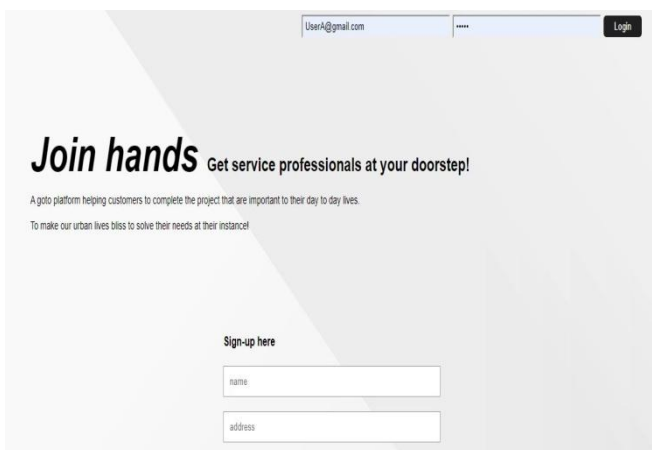 UserA@gmail.com ••••• Login
Join hands Get service professionals at your doorstep!
A goto platform helping customers to complete the project that are important to their day to day lives.
To make our urban lives bliss to solve their needs at their instance!
Sign-up here
name
address